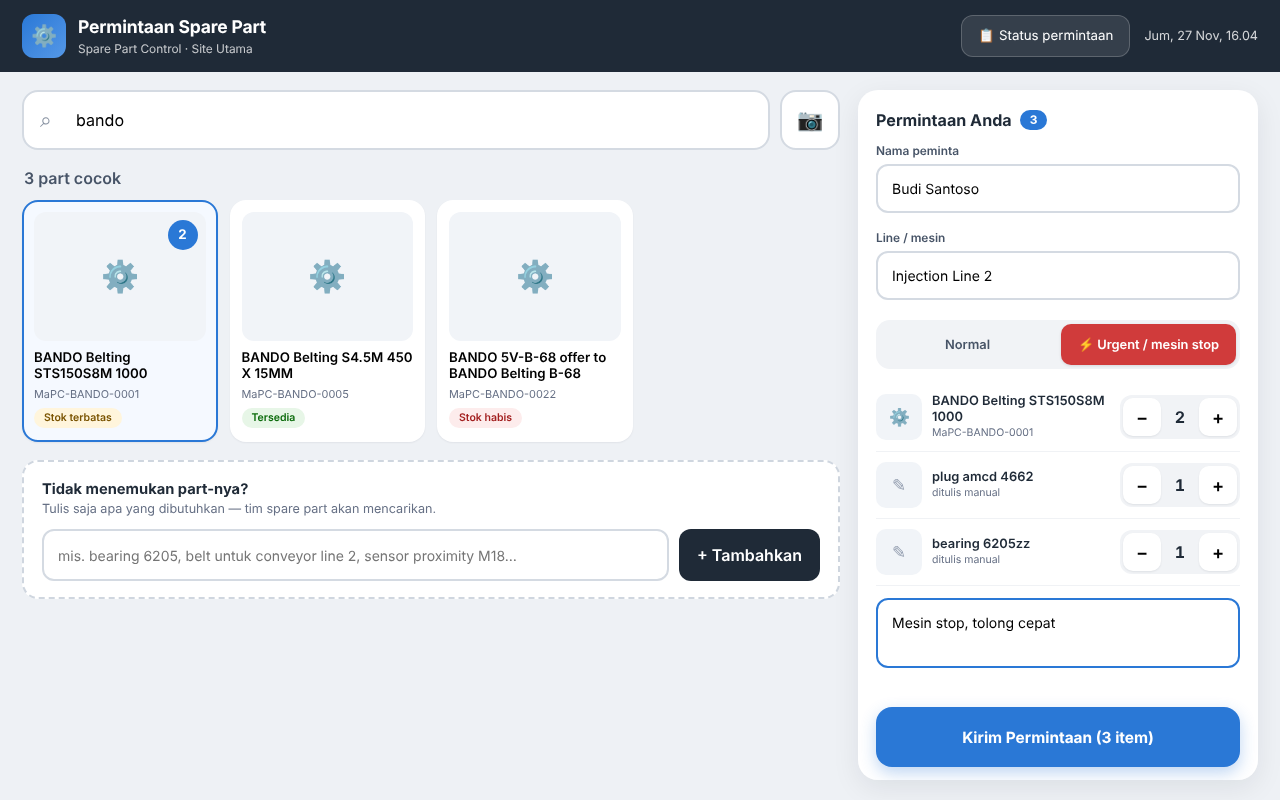 Permintaan Spare Part
Spare Part Control · Site Utama
Status permintaan
Jum, 27 Nov, 16.04
bando
3 part cocok
2
BANDO Belting
STS150S8M 1000
MaPC-BANDO-0001
Stok terbatas
BANDO Belting S4.5M 450
X 15MM
MaPC-BANDO-0005
Tersedia
BANDO 5V-B-68 offer to
BANDO Belting B-68
MaPC-BANDO-0022
Stok habis
Tidak menemukan part-nya?
Tulis saja apa yang dibutuhkan — tim spare part akan mencarikan.
mis. bearing 6205, belt untuk conveyor line 2, sensor proximity M18...
+ Tambahkan
Permintaan Anda 3
Nama peminta
Budi Santoso
Line / mesin
Injection Line 2
Normal
⚡ Urgent / mesin stop
BANDO Belting STS150S8M
1000
MaPC-BANDO-0001
− 2 +
plug amcd 4662
ditulis manual
− 1 +
bearing 6205zz
ditulis manual
− 1 +
Mesin stop, tolong cepat
Kirim Permintaan (3 item)